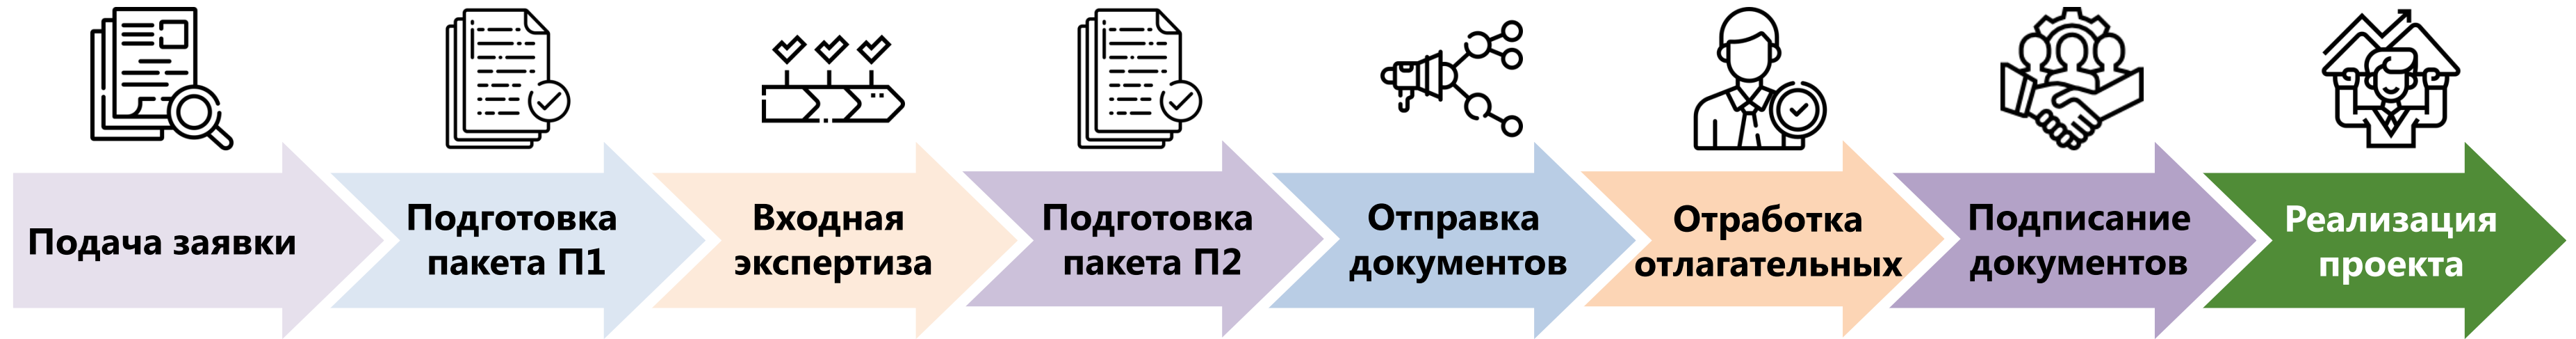 Подача заявки
Подготовка
пакета П1
Входная
экспертиза
Подготовка
пакета П2
Отправка
документов
Отработка
отлагательных
Подписание
документов
Реализация
проекта